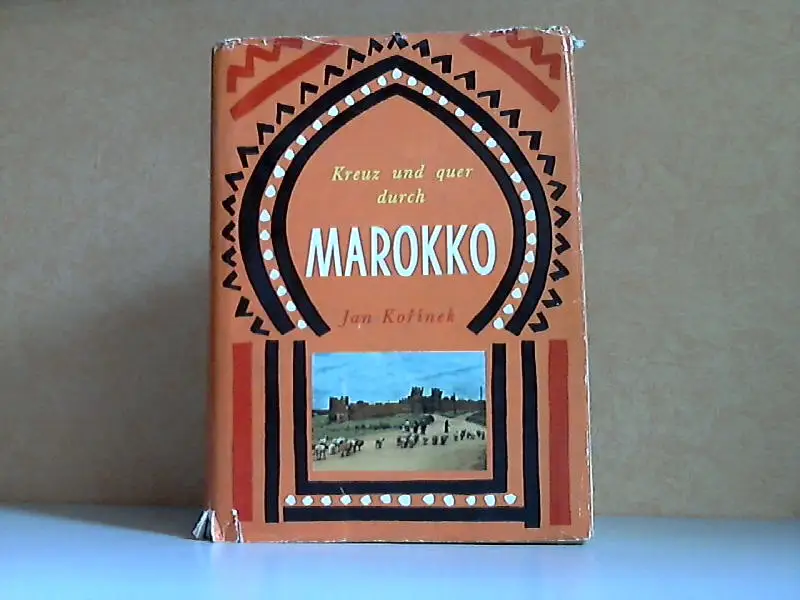 Kreuz und quer
durch
MAROKKO
Jan Kořínek